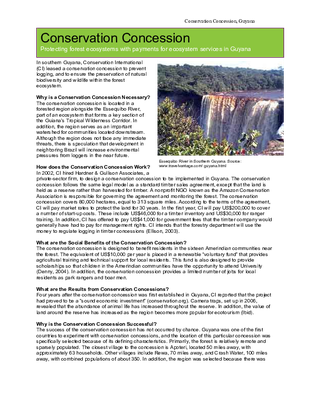 Conservation Concession, Guyana
Conservation Concession
Protecting forest ecosystems with payments for ecosystem services in Guyana
In southern Guyana, Conservation International
(CI) leased a conservation concession to prevent
logging, and to ensure the preservation of natural
biodiversity and wildlife within the forest
ecosystem.
Why is a Conservation Concession Necessary?
The conservation concession is located in a
forested region alongside the Essequibo River,
part of an ecosystem that forms a key section of
the Guiana's Tropical Wilderness Corridor. In
addition, the region serves as an important
watershed for communities located downstream.
Although the region does not face any immediate
threats, there is speculation that development in
neighboring Brazil will increase environmental
pressures from loggers in the near future.
Essequibo River in Southern Guyana. Source:
www.travelvantage.com/ guyana.html
How does the Conservation Concession Work?
In 2002, CI hired Hardner & Gullison Associates, a
private-sector firm, to design a conservation concession to be implemented in Guyana. The conservation
concession follows the same legal model as a standard timber sales agreement, except that the land is
held as a reserve rather than harvested for timber. A nonprofit NGO known as the Amazon Conservation
Association is responsible for governing the agreement and monitoring the forest. The conservation
concession covers 80,000 hectares, equal to 313 square miles. According to the terms of the agreement,
CI will pay market rates to protect the land for 30 years. In the first year, CI will pay US$200,000 to cover
a number of start-up costs. These include US$46,000 for a timber inventory and US$30,000 for ranger
training. In addition, CI has offered to pay US$41,000 for government fees that the timber company would
generally have had to pay for management rights. CI intends that the forestry department will use the
money to regulate logging in timber concessions (Ellison, 2003).
What are the Social Benefits of the Conservation Concession?
The conservation concession is designed to benefit residents in the sixteen Amerindian communities near
the forest. The equivalent of US$10,000 per year is placed in a renewable "voluntary fund" that provides
agricultural training and technical support for local residents. This fund is also designed to provide
scholarships so that children in the Amerindian communities have the opportunity to attend University
(Denny, 2004). In addition, the conservation concession provides a limited number of jobs for local
residents as park rangers and boat men.
What are the Results from Conservation Concessions?
Four years after the conservation concession was first established in Guyana, CI reported that the project
had proved to be a "sound economic investment" (conservation.org). Camera traps, set up in 2006,
revealed that the abundance of animal life has increased throughout the reserve. In addition, the value of
land around the reserve has increased as the region becomes more popular for ecotourism (Ibid).
Why is the Conservation Concession Successful?
The success of the conservation concession has not occurred by chance. Guyana was one of the first
countries to experiment with conservation concessions, and the location of this particular concession was
specifically selected because of its defining characteristics. Primarily, the forest is relatively remote and
sparsely populated. The closest village to the concession is Apoteri, located 50 miles away, with
approximately 63 households. Other villages include Rewa, 70 miles away, and Crash Water, 100 miles
away, with combined populations of about 550. In addition, the region was selected because there was